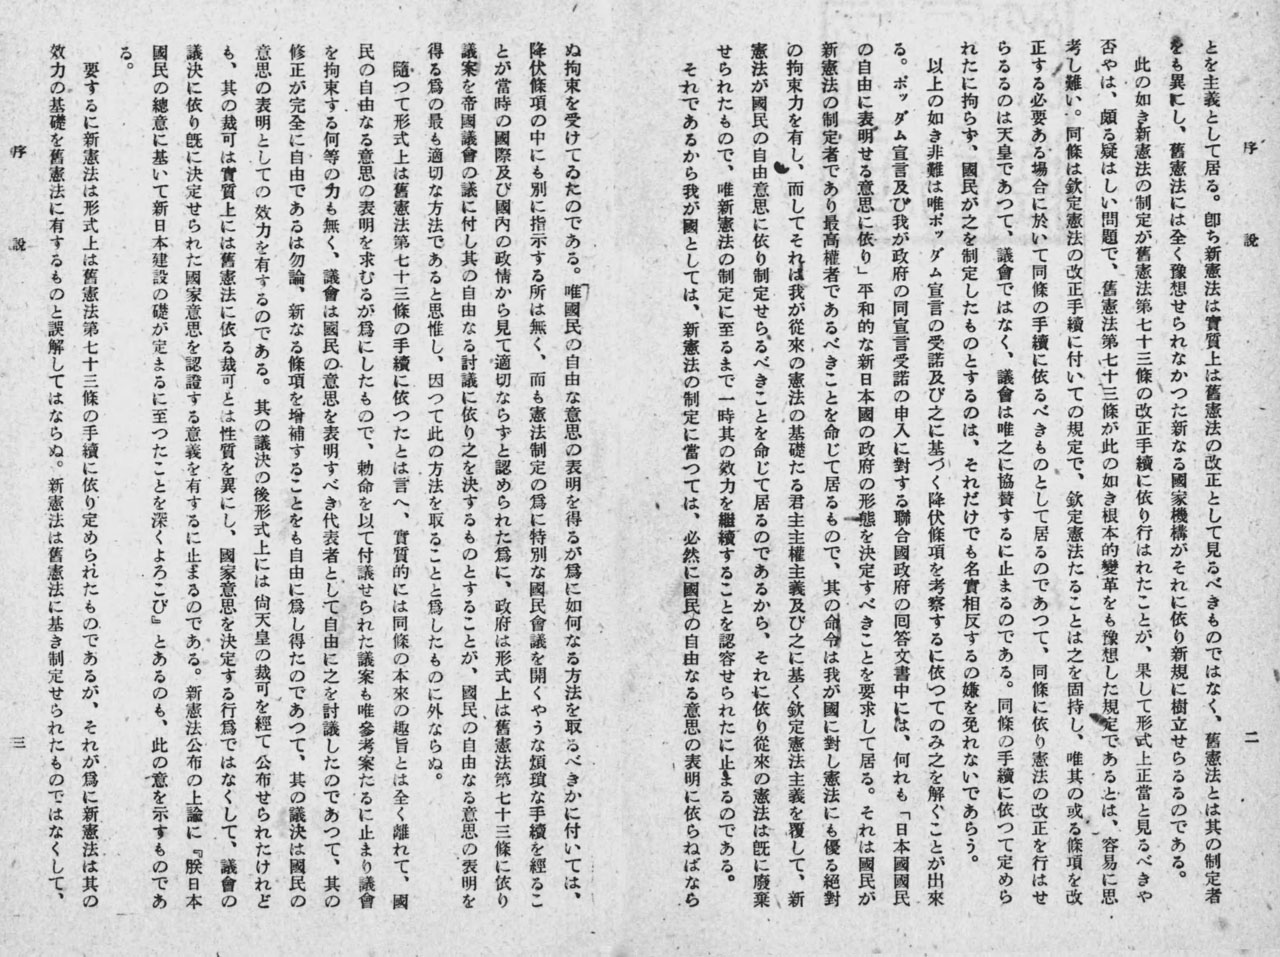 序說
二
とを主義として居る。卽ち新憲法は實質上は舊憲法の改正として見るべきものではなく、舊憲法とは其の制定者
をも異にし、舊憲法には全く豫想せられなかつた新なる國家機構がそれに依り新規に樹立せらるるのである。
此の如き新憲法の制定が舊憲法第七十三條の改正手續に依り行はれたことが、果して形式上正當と見るべきや
否やは、頗る疑はしい問題で、舊憲法第七十三條が此の如き根本的變革をも豫想した規定であるとは、容易に思
考し難い。同條は欽定憲法の改正手續に付いての規定で、欽定憲法たることは之を固持し、唯其の或る條項を改
正する必要ある場合に於いて同條の手續に依るべきものとして居るのであつて、同條に依り憲法の改正を行はせ
らるるのは天皇であつて、議會ではなく、議會は唯之に協賛するに止まるのである。同條の手續に依つて定めら
れたに拘らず、國民が之を制定したものとするのは、それだけでも名實相反するの嫌を免れないであらう。
以上の如き非難は唯ポツダム宣言の受諾及び之に基づく降伏條項を考察するに依つてのみ之を解ぐことが出來
る。ポツダム宣言及び我が政府の同宣言受諾の申入に對する聯合國政府の回答文書中には、何れも「日本國國民
の自由に表明せる意思に依り」平和的な新日本國の政府の形態を決定すべきことを要求して居る。それは國民が
新憲法の制定者であり最高權者であるべきことを命じて居るもので、其の命令は我が國に對し憲法にも優る絕對
の拘束力を有し、而してそれは我が從來の憲法の基礎たる君主主權主義及び之に基く欽定憲法主義を覆して、新
憲法が國民の自由意思に依り制定せらるべきことを命じて居るのであるから、それに依り從來の憲法は旣に廢棄
せられたもので、唯新憲法の制定に至るまで一時其の效力を繼續することを認容せられたに止まるのである。
それであるから我が國としては、新憲法の制定に當つては、必然に國民の自由なる意思の表明に依らねばなら
ぬ拘束を受けてゐたのである。唯國民の自由な意思の表明を得るが爲に如何なる方法を取るべきかに付いては、
降伏條項の中にも別に指示する所は無く、而も憲法制定の爲に特別な國民會議を開くやうな煩瑣な手續を經るこ
とが當時の國際及び國內の政情から見て適切ならずと認められた爲に、政府は形式上は舊憲法第七十三條に依り
議案を帝國議會の議に付し其の自由なる討議に依り之を決するものとすることが、國民の自由なる意思の表明を
得る爲の最も適切な方法であると思惟し、因つて此の方法を取ることと爲したものに外ならぬ。
隨つて形式上は舊憲法第七十三條の手續に依つたとは言へ、實質的には同條の本來の趣旨とは全く離れて、國
民の自由なる意思の表明を求むるが爲にしたもので、勅命を以て付議せられた議案も唯參考案たるに止まり議會
を拘束する何等の力も無く、議會は國民の意思を表明すべき代表者として自由に之を討議したのであつて、其の
修正が完全に自由であるは勿論、新なる條項を增補することをも自由に爲し得たのであつて、其の議決は國民の
意思の表明としての效力を有するのである。其の議決の後形式上には尙天皇の裁可を經て公布せられたけれど
も、其の裁可は實質上には舊憲法に依る裁可とは性質を異にし、國家意思を決定する行爲ではなくして、議會の
議決に依り旣に決定せられた國家意思を認證する意義を有するに止まるのである。新憲法公布の上諭に『朕日本
國民の總意に基いて新日本建設の礎が定まるに至つたことを深くよろこび』とあるのも、此の意を示すものであ
る。
要するに新憲法は形式上は舊憲法第七十三條の手續に依り定められたものであるが、それが爲に新憲法は其の
效力の基礎を舊憲法に有するものと誤解してはならぬ。新憲法は舊憲法に基き制定せられたものではなくして、
序說
三